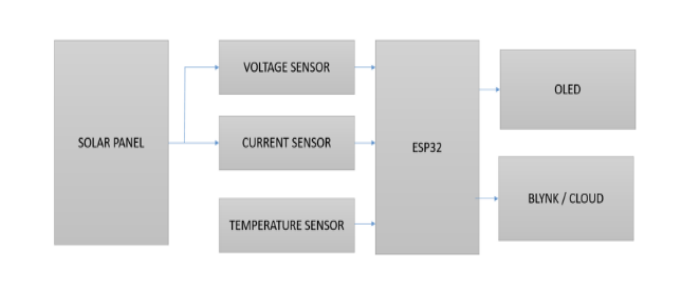 SOLAR PANEL
VOLTAGE SENSOR
CURRENT SENSOR
TEMPERATURE SENSOR
ESP32
OLED
BLYNK / CLOUD